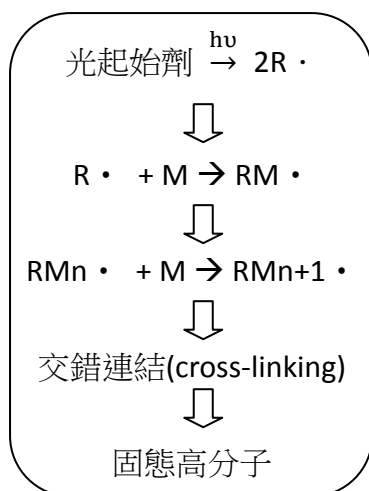 hυ
光起始劑 → 2R・
R・ + M → RM・
RMn・ + M → RMn+1・
交錯連結(cross-linking)
固態高分子